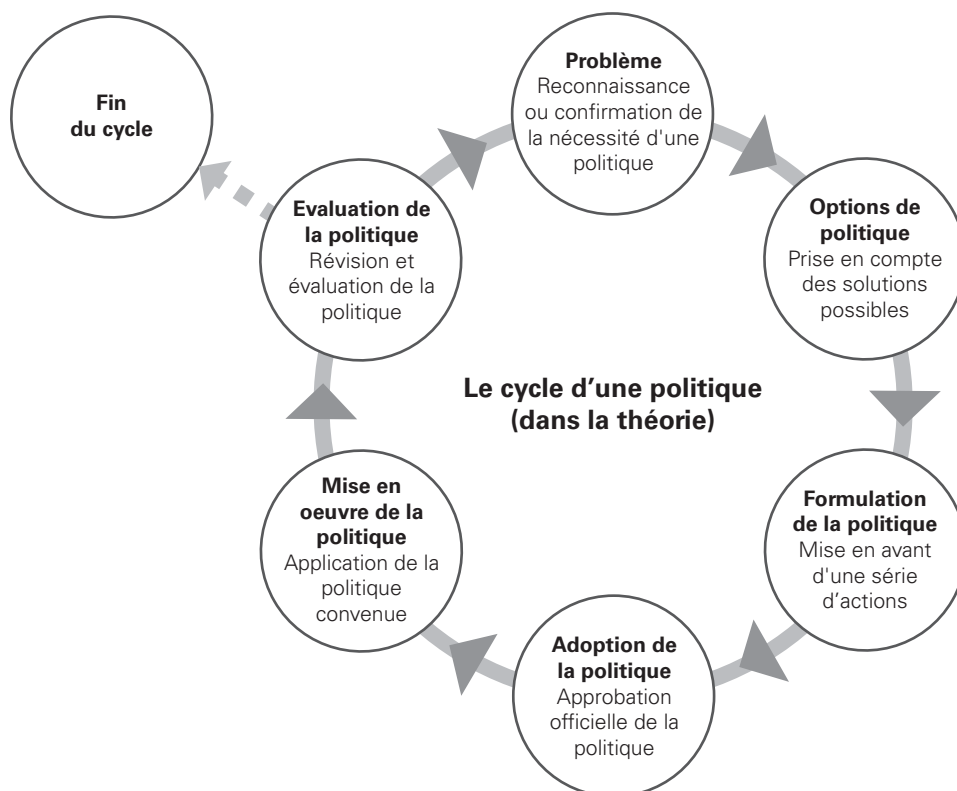 Fin
du cycle
Problème
Reconnaissance
ou confirmation de
la nécessité d'une
politique
Options de
politique
Prise en compte
des solutions
possibles
Formulation
de la politique
Mise en avant
d'une série
d’actions
Adoption de
la politique
Approbation
officielle de la
politique
Mise en
oeuvre de la
politique
Application de la
politique
convenue
Evaluation de
la politique
Révision et
évaluation de la
politique
Le cycle d’une politique
(dans la théorie)